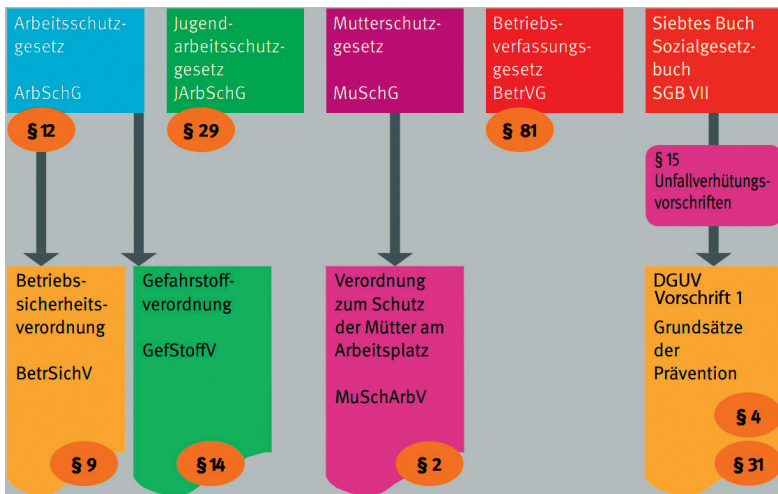 Arbeitsschutz-
gesetz
ArbSchG
§ 12
Jugend-
arbeitsschutz-
gesetz
JArbSchG
§ 29
Mutterschutz-
gesetz
MuSchG
Betriebs-
verfassungs-
gesetz
BetrVG
§ 81
Siebtes Buch
Sozialgesetz-
buch
SGB VII
§ 15
Unfallverhütungs-
vorschriften
Betriebs-
sicherheits-
verordnung
BetrSichV
§ 9
Gefahrstoff-
verordnung
GefStoffV
§ 14
Verordnung
zum Schutz
der Mütter am
Arbeitsplatz
MuSchArbV
§ 2
DGUV
Vorschrift 1
Grundsätze
der
Prävention
§ 4
§ 31